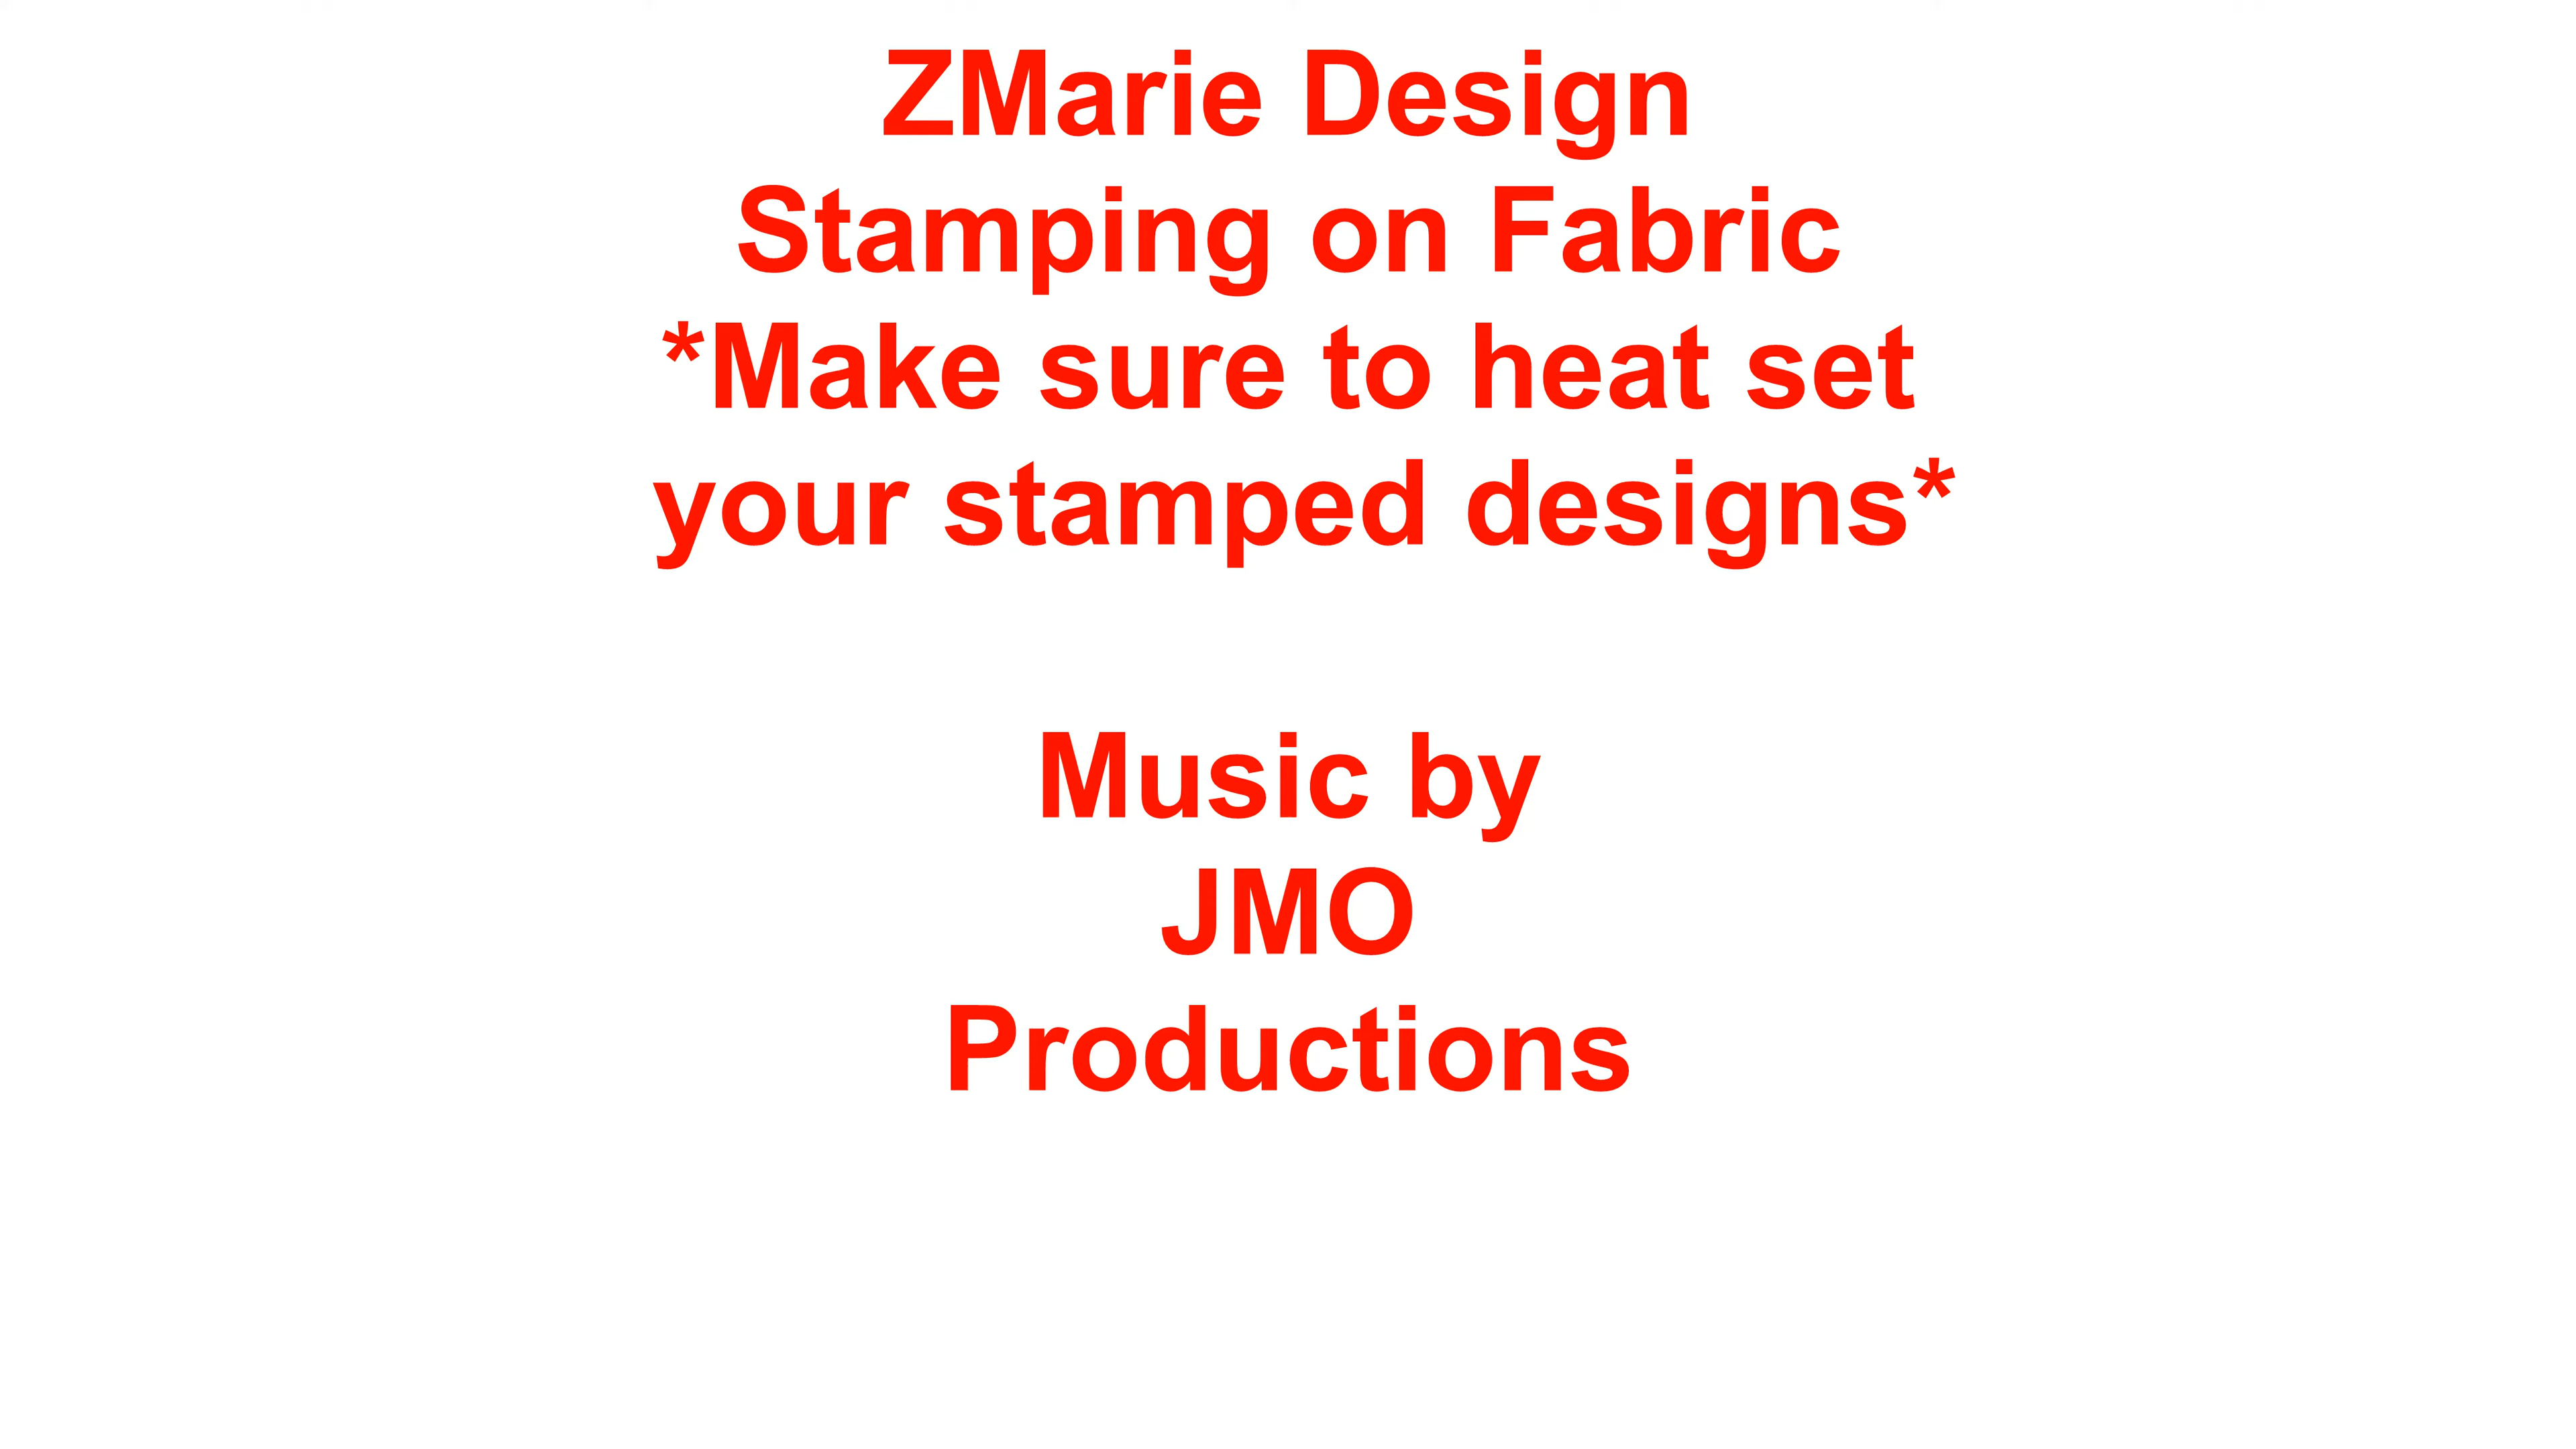 ZMarie Design
Stamping on Fabric
*Make sure to heat set
your stamped designs*
Music by
JMO
Productions